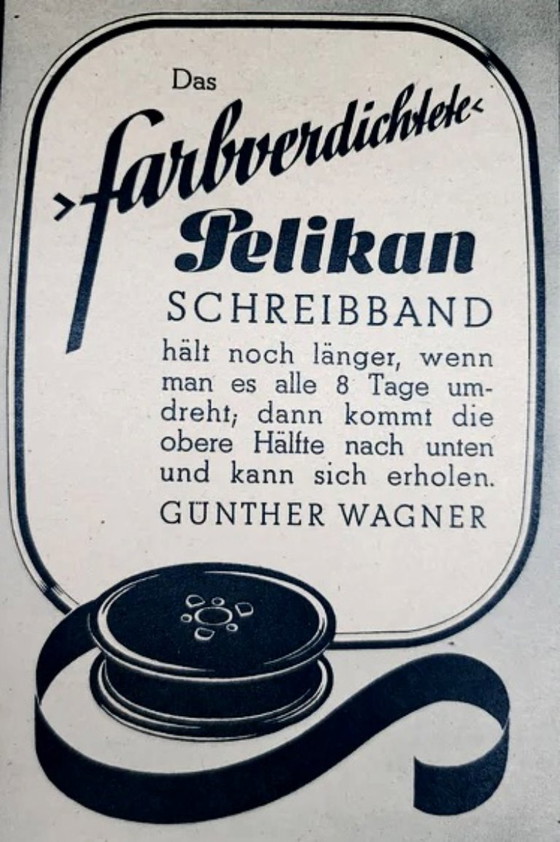 Das
›farbverdichtete‹
Pelikan
SCHREIBBAND
hält noch länger, wenn
man es alle 8 Tage um-
dreht; dann kommt die
obere Hälfte nach unten
und kann sich erholen.
GÜNTHER WAGNER